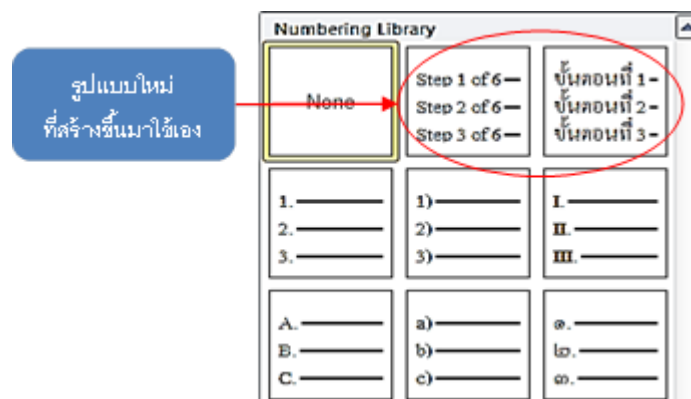 Numbering Library
รูปแบบใหม่
ที่สร้างขึ้นมาใช้เอง
None
Step 1 of 6
Step 2 of 6
Step 3 of 6
ขั้นตอนที่ 1
ขั้นตอนที่ 2
ขั้นตอนที่ 3
1.
2.
3.
1)
2)
3)
I.
II.
III.
A.
B.
C.
a)
b)
c)
๑.
๒.
๓.